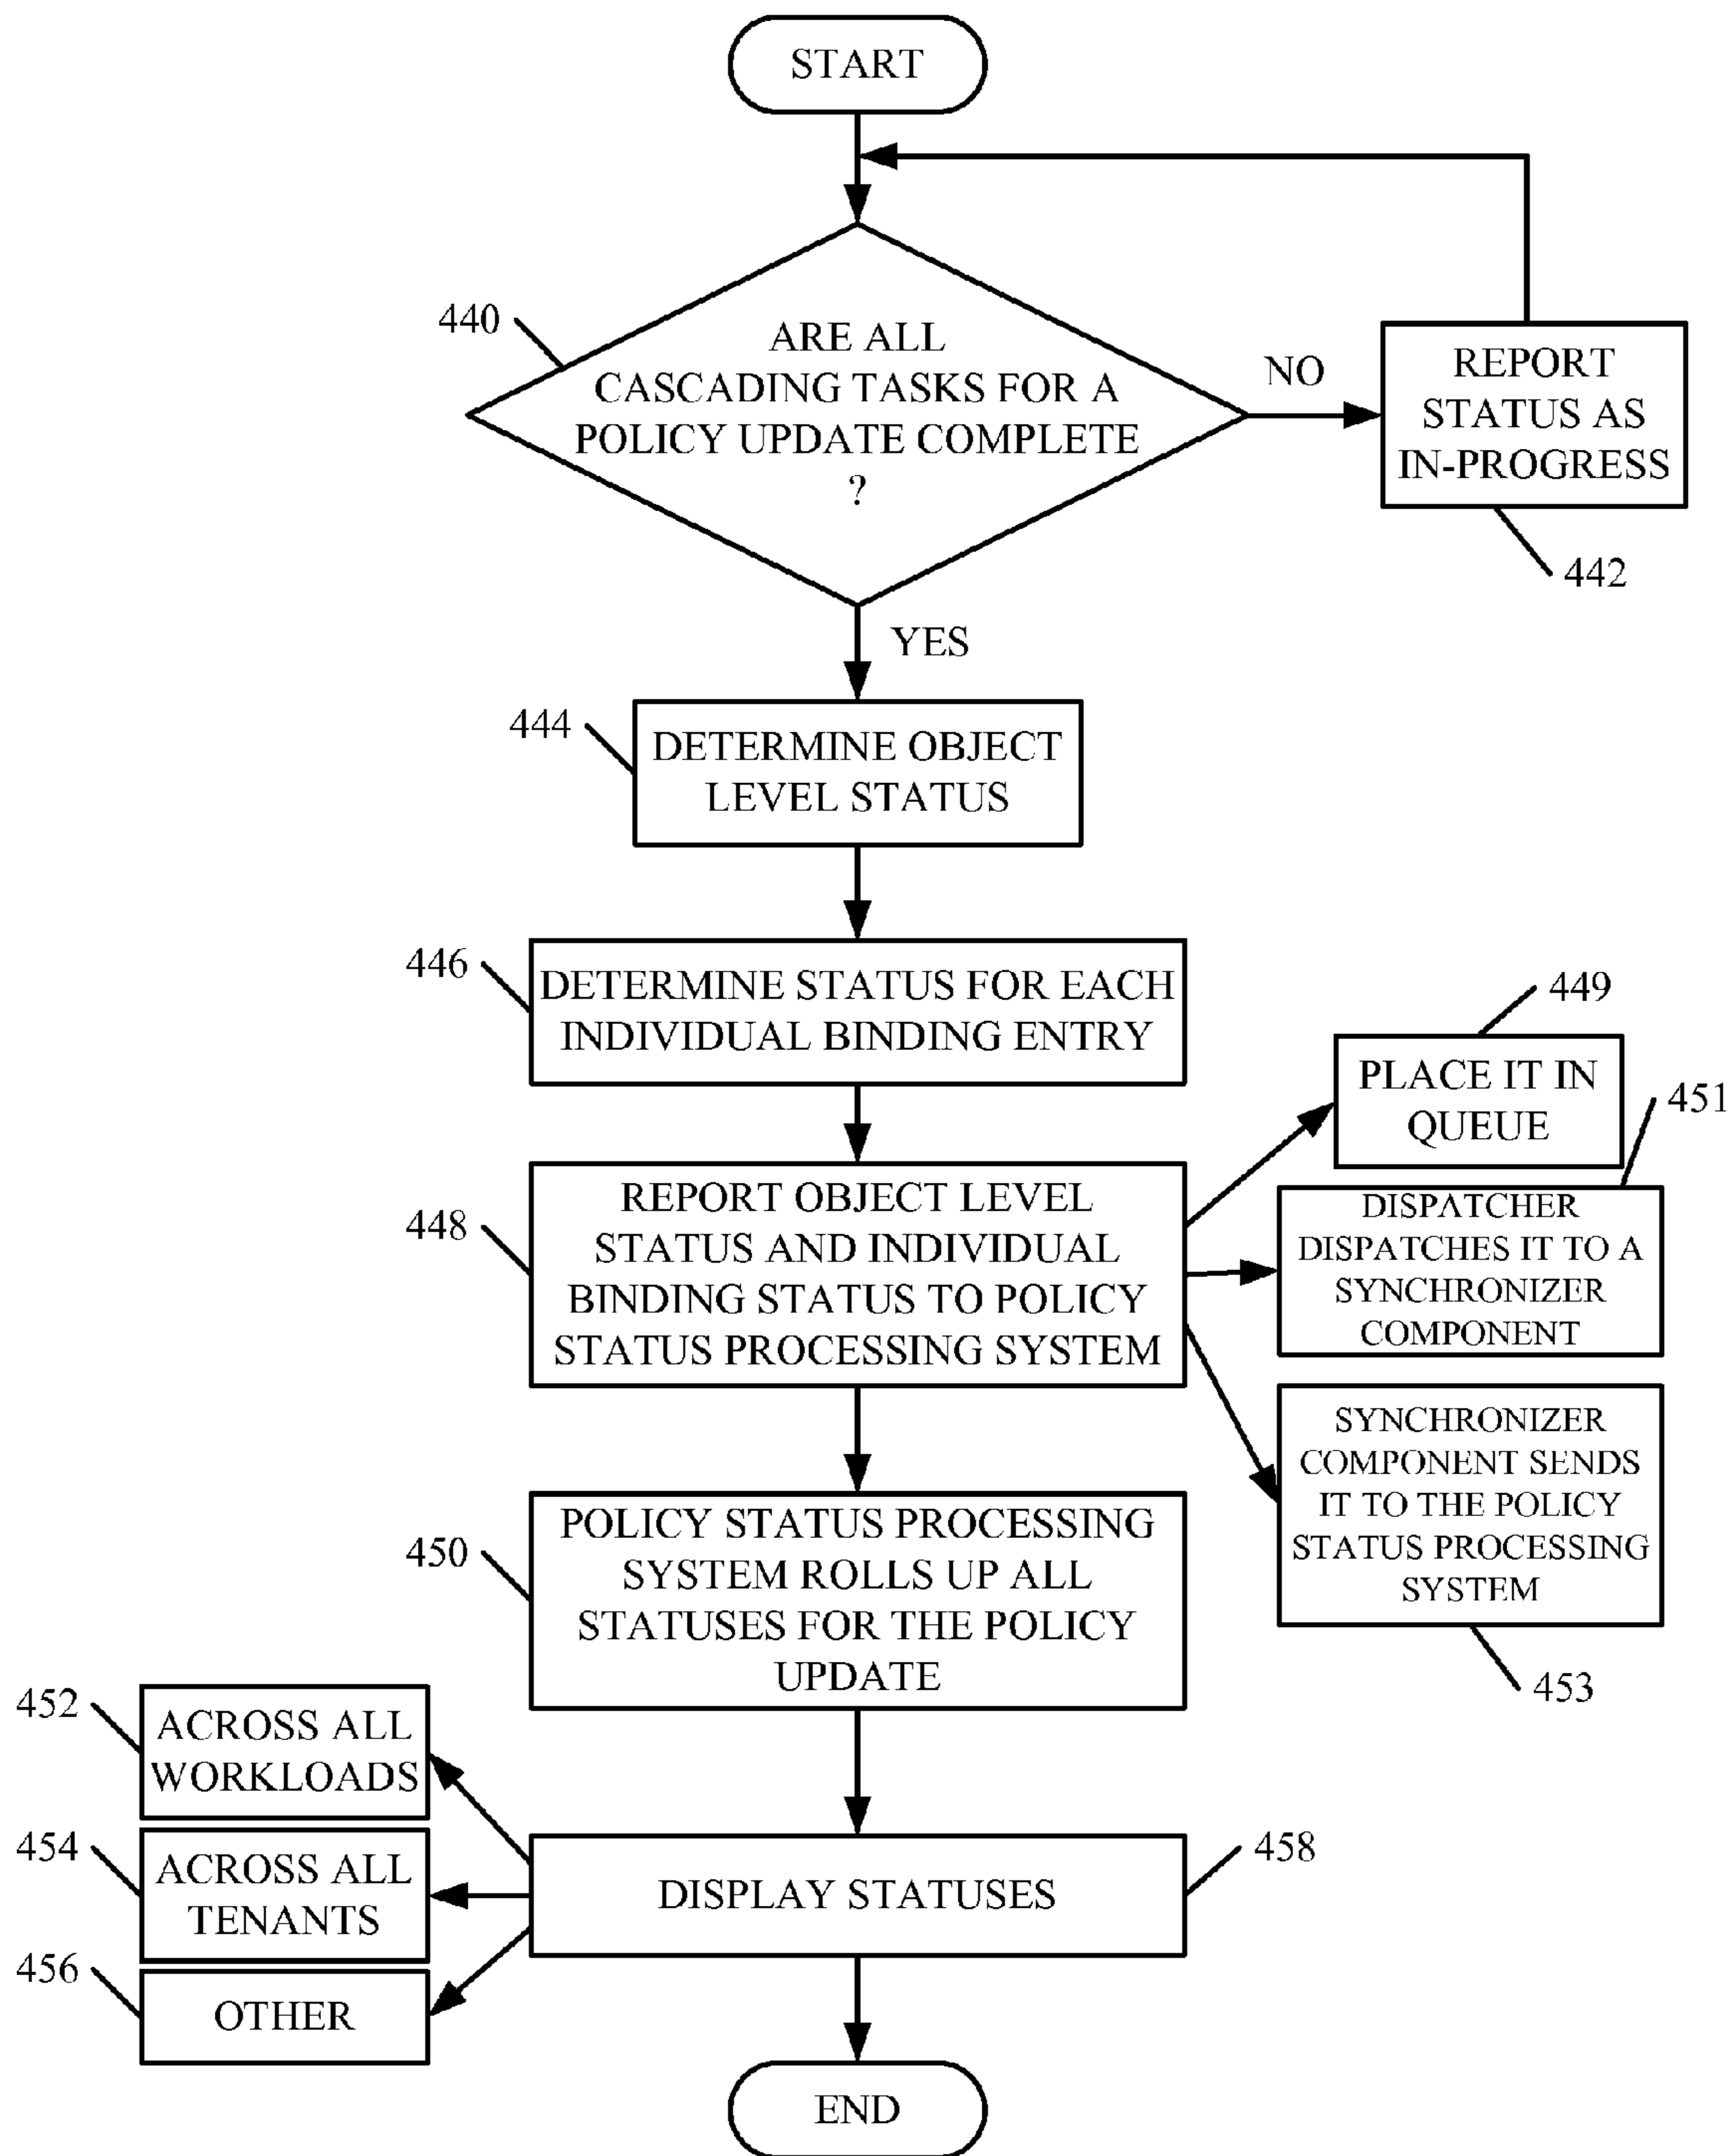 START
440
ARE ALL
CASCADING TASKS FOR A
POLICY UPDATE COMPLETE
?
NO
REPORT
STATUS AS
IN-PROGRESS
442
YES
444
DETERMINE OBJECT
LEVEL STATUS
446
DETERMINE STATUS FOR EACH
INDIVIDUAL BINDING ENTRY
449
PLACE IT IN
QUEUE
451
448
REPORT OBJECT LEVEL
STATUS AND INDIVIDUAL
BINDING STATUS TO POLICY
STATUS PROCESSING SYSTEM
DISPATCHER
DISPATCHES IT TO A
SYNCHRONIZER
COMPONENT
SYNCHRONIZER
COMPONENT SENDS
IT TO THE POLICY
STATUS PROCESSING
SYSTEM
453
450
POLICY STATUS PROCESSING
SYSTEM ROLLS UP ALL
STATUSES FOR THE POLICY
UPDATE
452
ACROSS ALL
WORKLOADS
454
ACROSS ALL
TENANTS
456
OTHER
DISPLAY STATUSES
458
END